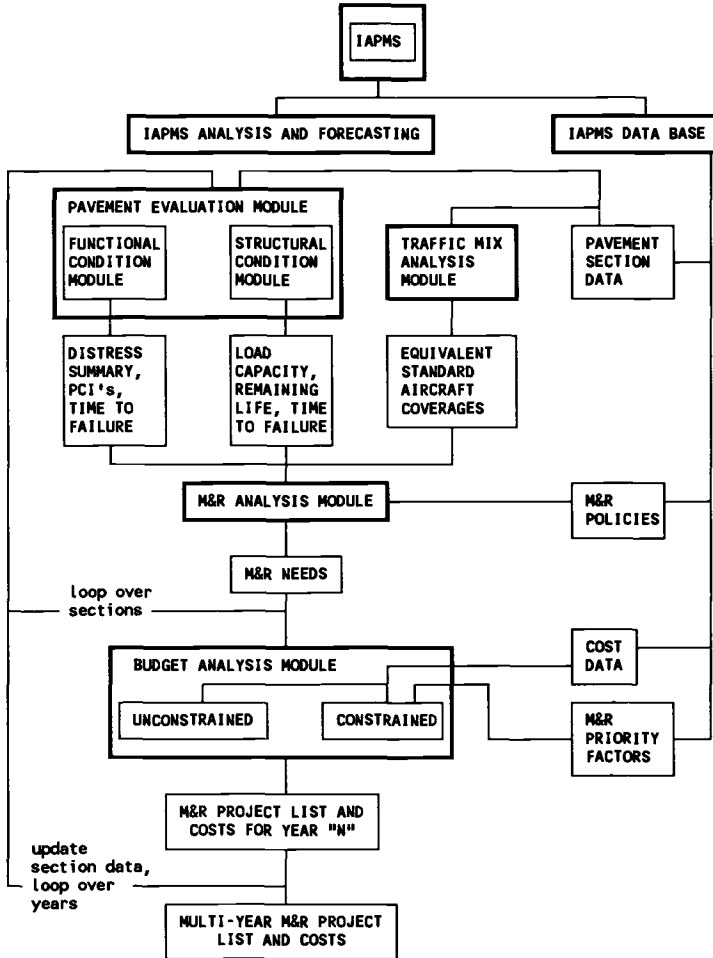 IAPMS
IAPMS ANALYSIS AND FORECASTING
IAPMS DATA BASE
PAVEMENT EVALUATION MODULE
FUNCTIONAL
CONDITION
MODULE
STRUCTURAL
CONDITION
MODULE
TRAFFIC MIX
ANALYSIS
MODULE
PAVEMENT
SECTION
DATA
DISTRESS
SUMMARY,
PCI's,
TIME TO
FAILURE
LOAD
CAPACITY,
REMAINING
LIFE, TIME
TO FAILURE
EQUIVALENT
STANDARD
AIRCRAFT
COVERAGES
M&R ANALYSIS MODULE
M&R
POLICIES
M&R NEEDS
loop over
sections
BUDGET ANALYSIS MODULE
UNCONSTRAINED
CONSTRAINED
COST
DATA
M&R
PRIORITY
FACTORS
M&R PROJECT LIST AND
COSTS FOR YEAR "N"
update
section data,
loop over
years
MULTI-YEAR M&R PROJECT
LIST AND COSTS